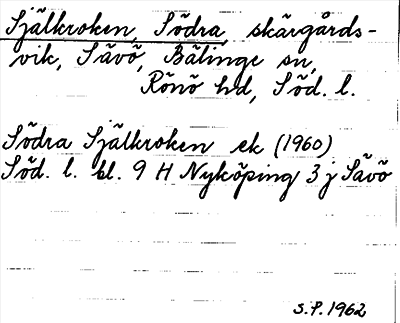 Själkroken, Södra, skärgårds-
vik, Sävö, Bälinge sn,
Rönö hd, Söd. l.
Södra Själkroken ek (1960)
Söd. l. bl. 9 H Nyköping 3 j Sävö
S.P. 1962